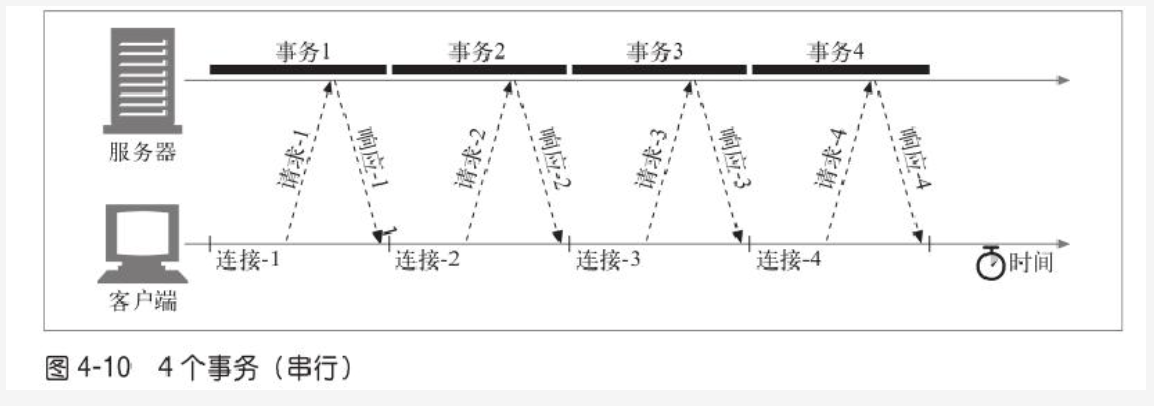 事务1
事务2
事务3
事务4
服务器
请求-1
响应-1
请求-2
响应-2
请求-3
响应-3
请求-4
响应-4
连接-1
连接-2
连接-3
连接-4
时间
客户端
图 4-10 4 个事务（串行）